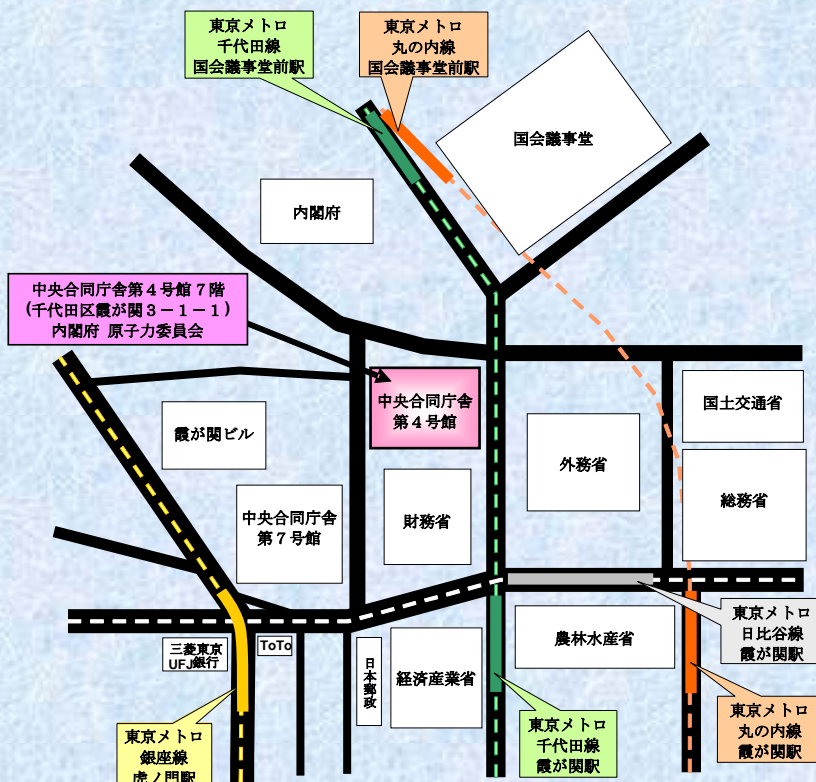 東京メトロ
千代田線
国会議事堂前駅
東京メトロ
丸の内線
国会議事堂前駅
国会議事堂
内閣府
中央合同庁舎第４号館７階
(千代田区霞が関３－１－１)
内閣府 原子力委員会
中央合同庁舎
第４号館
国土交通省
霞が関ビル
外務省
総務省
中央合同庁舎
第７号館
財務省
東京メトロ
日比谷線
霞が関駅
農林水産省
三菱東京
UFJ銀行
ToTo
日本郵政
経済産業省
東京メトロ
丸の内線
霞が関駅
東京メトロ
千代田線
霞が関駅
東京メトロ
銀座線
虎ノ門駅